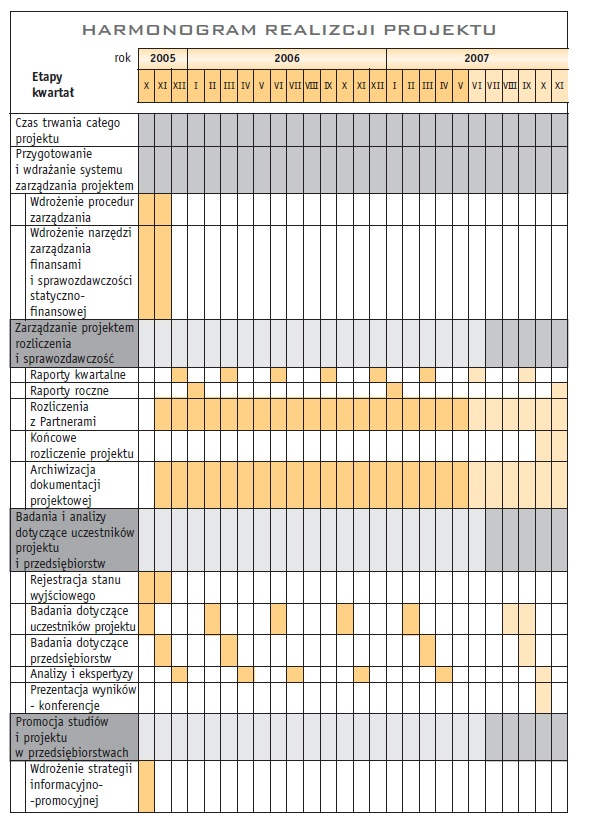 HARMONOGRAM REALIZCJI PROJEKTU
rok 2005 2006 2007
Etapy
kwartał
X XI XII I II III IV V VI VII VIII IX X XI XII I II III IV V VI VII VIII IX X XI
Czas trwania całego
projektu
Przygotowanie
i wdrażanie systemu
zarządzania projektem
Wdrożenie procedur
zarządzania
Wdrożenie narzędzi
zarządzania
finansami
i sprawozdawczości
statyczno-
finansowej
Zarządzanie projektem
rozliczenia
i sprawozdawczość
Raporty kwartalne
Raporty roczne
Rozliczenia
z Partnerami
Końcowe
rozliczenie projektu
Archiwizacja
dokumentacji
projektowej
Badania i analizy
dotyczące uczestników
projektu
i przedsiębiorstw
Rejestracja stanu
wyjściowego
Badania dotyczące
uczestników projektu
Badania dotyczące
przedsiębiorstw
Analizy i ekspertyzy
Prezentacja wyników
- konferencje
Promocja studiów
i projektu
w przedsiębiorstwach
Wdrożenie strategii
informacyjno-
-promocyjnej